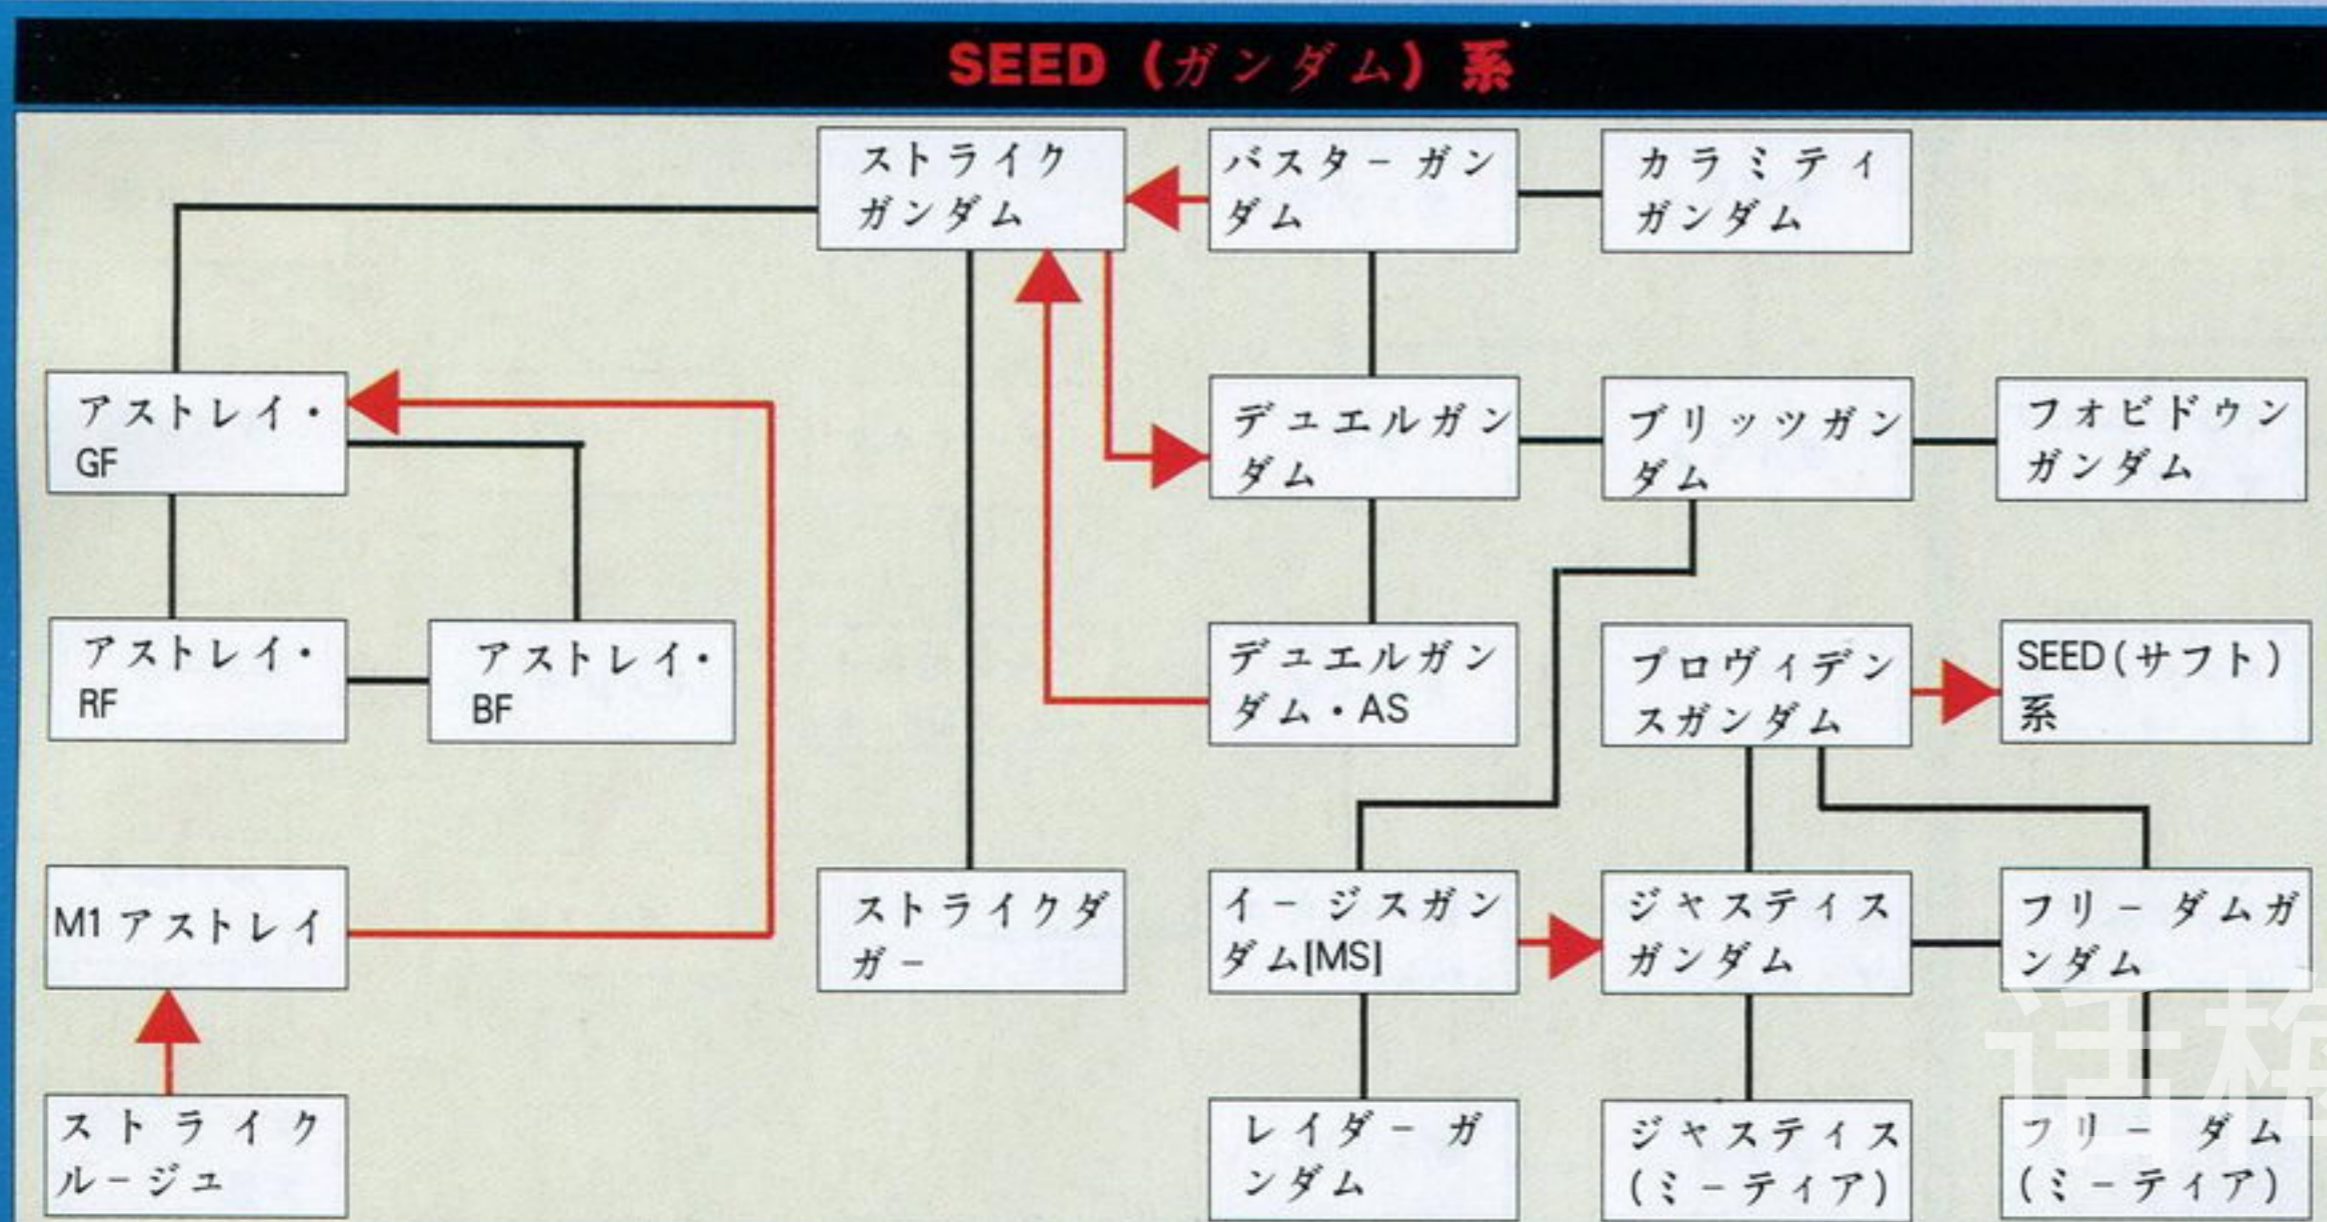 SEED (ガンダム) 系
ストライク
ガンダム
バスターガン
ダム
カラミティ
ガンダム
アストレイ・
GF
デュエルガン
ダム
ブリッツガン
ダム
フォビドゥン
ガンダム
アストレイ・
RF
アストレイ・
BF
デュエルガン
ダム・AS
プロヴィデン
スガンダム
SEED(サフト)
系
M1 アストレイ
ストライクダ
ガー
イージスガン
ダム[MS]
ジャスティス
ガンダム
フリーダムガ
ンダム
ストライク
ルージュ
レイダーガ
ンダム
ジャスティス
(ミーティア)
フリーダム
(ミーティア)